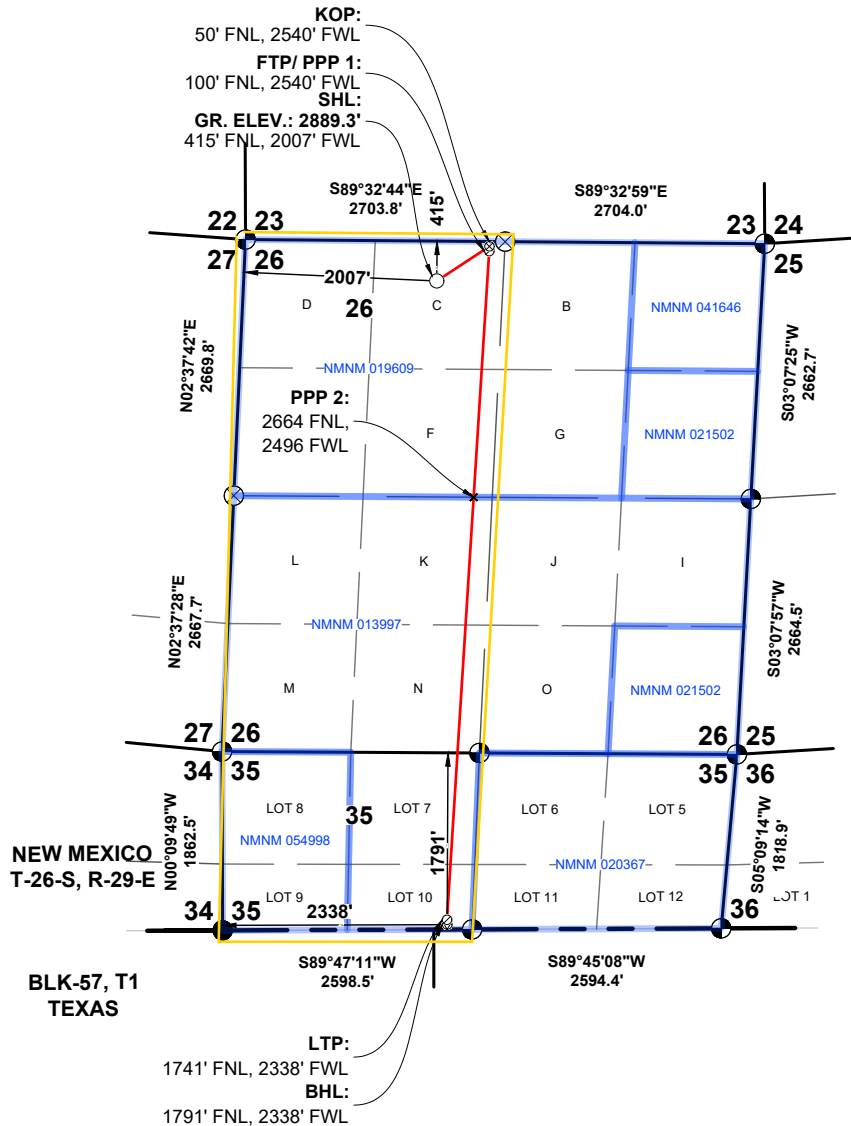 KOP:
50' FNL, 2540' FWL
FTP/ PPP 1:
100' FNL, 2540' FWL
SHL:
GR. ELEV.: 2889.3'
415' FNL, 2007' FWL
S89°32'44"E
2703.8'
415'
S89°32'59"E
2704.0'
22 23
27 26
23 24
25
2007'
D
26
C
B
NMNM 041646
N02°37'42"E
2669.8'
S03°07'25"W
2662.7'
NMNM 019609
PPP 2:
2664 FNL,
2496 FWL
F
G
NMNM 021502
L
K
J
I
N02°37'28"E
2667.7'
S03°07'57"W
2664.5'
NMNM 013997
M
N
O
NMNM 021502
27 26
34 35
26 25
35 36
LOT 8
35
LOT 7
LOT 6
LOT 5
N00°09'49"W
1862.5'
1791'
S05°09'14"W
1818.9'
NMNM 054998
NMNM 020367
NEW MEXICO
T-26-S, R-29-E
LOT 9
LOT 10
LOT 11
LOT 12
LOT 1
34 35
2338'
36
S89°47'11"W
2598.5'
S89°45'08"W
2594.4'
BLK-57, T1
TEXAS
LTP:
1741' FNL, 2338' FWL
BHL:
1791' FNL, 2338' FWL